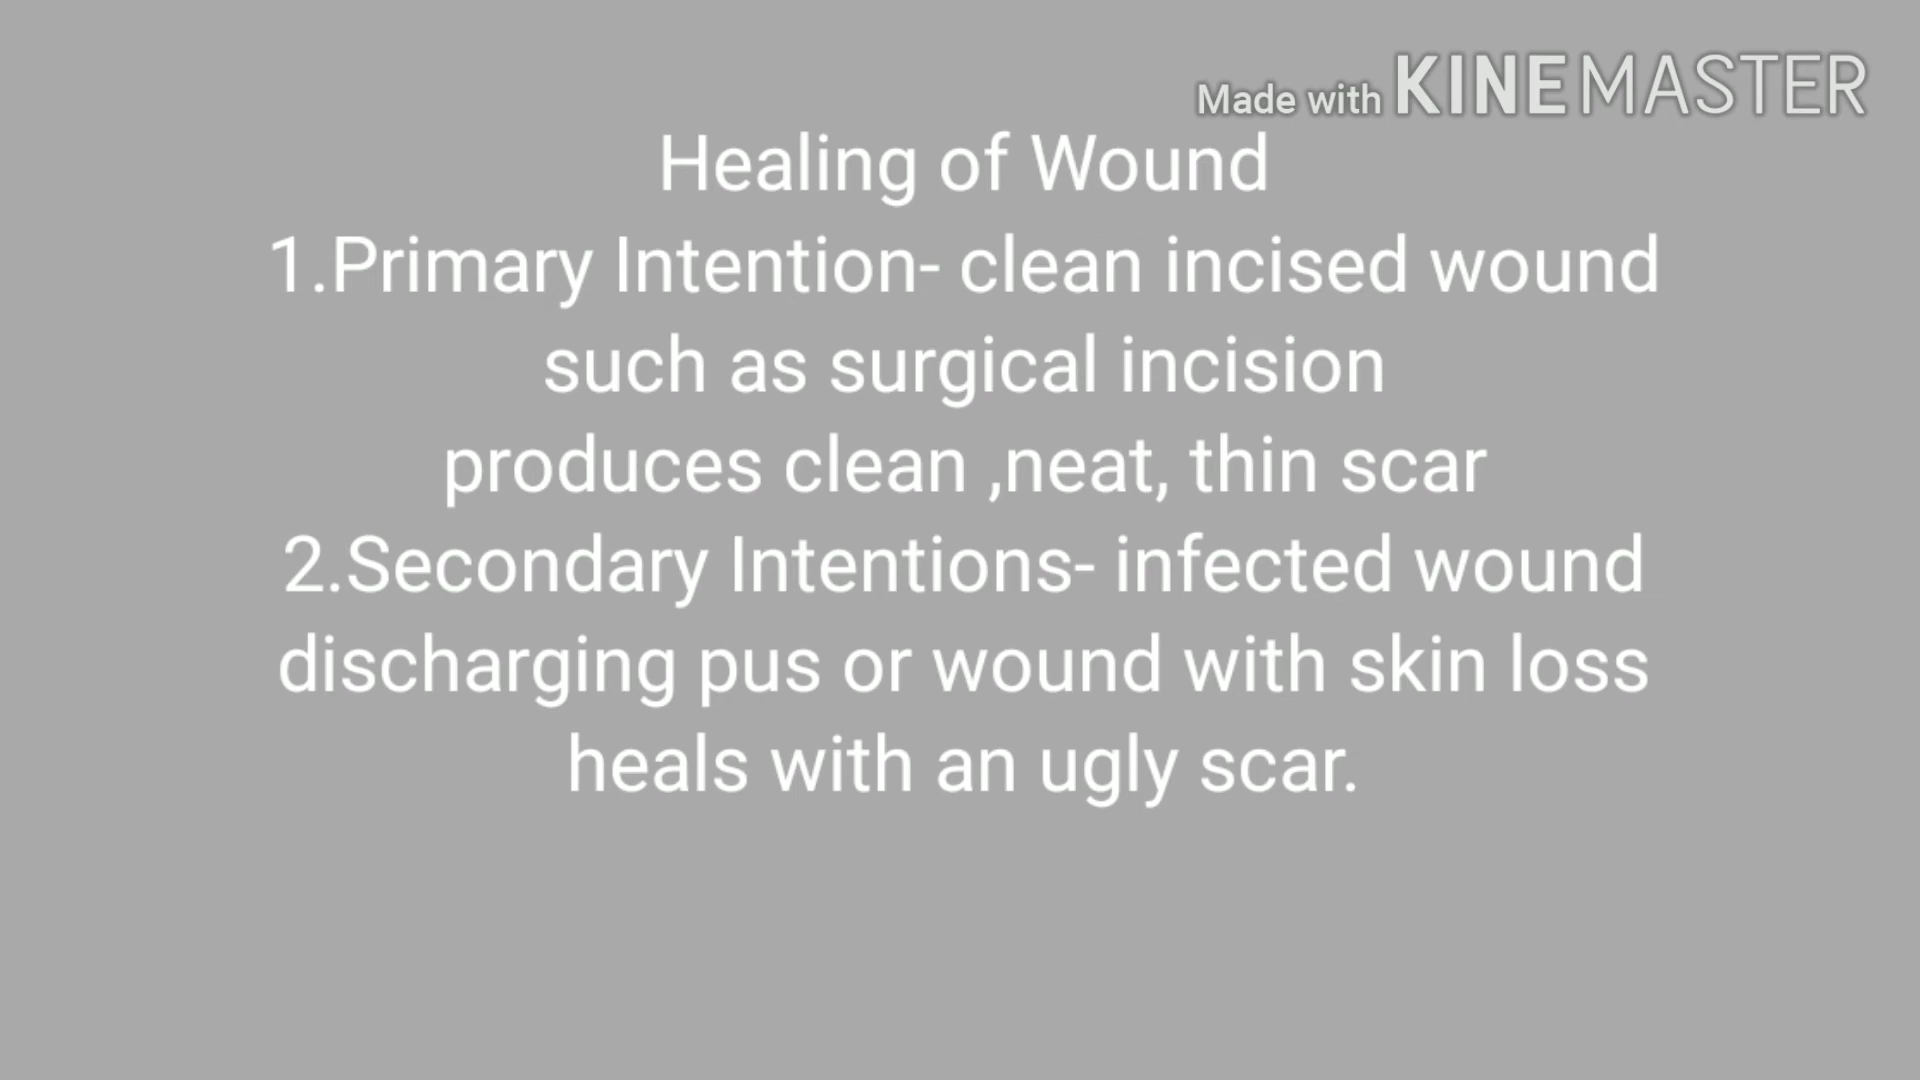 Made with KINEMASTER
Healing of Wound
1.Primary Intention- clean incised wound
such as surgical incision
produces clean ,neat, thin scar
2.Secondary Intentions- infected wound
discharging pus or wound with skin loss
heals with an ugly scar.